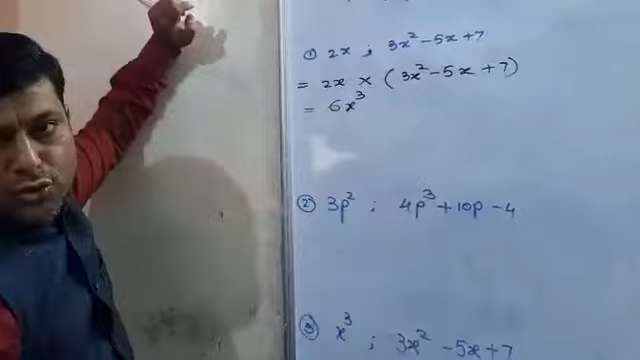 ① 2x ; 3x² - 5x + 7
= 2x × (3x² - 5x + 7)
= 6x³
② 3p² ; 4p³ + 10p - 4
③ x³ ; 3x² - 5x + 7